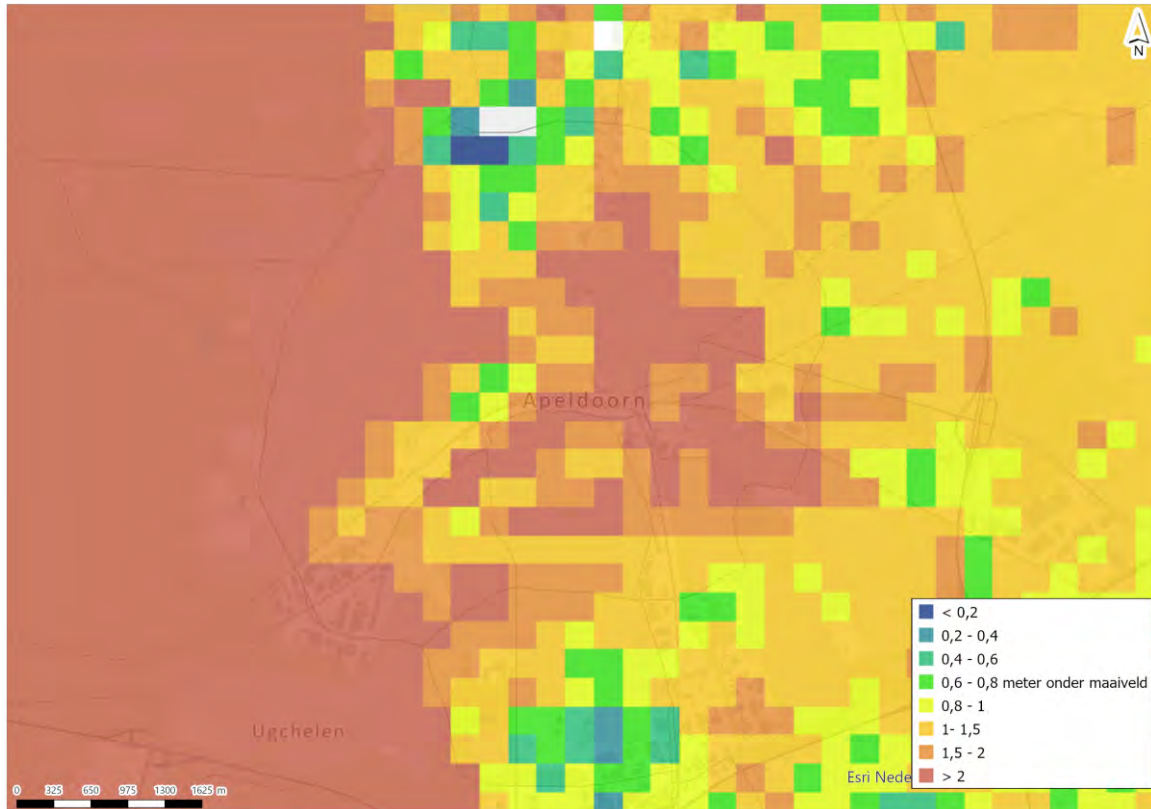 N
Apeldoorn
Ugchelen
< 0,2
0,2 - 0,4
0,4 - 0,6
0,6 - 0,8 meter onder maaiveld
0,8 - 1
1- 1,5
1,5 - 2
> 2
Esri Nede
0 325 650 975 1300 1625 m